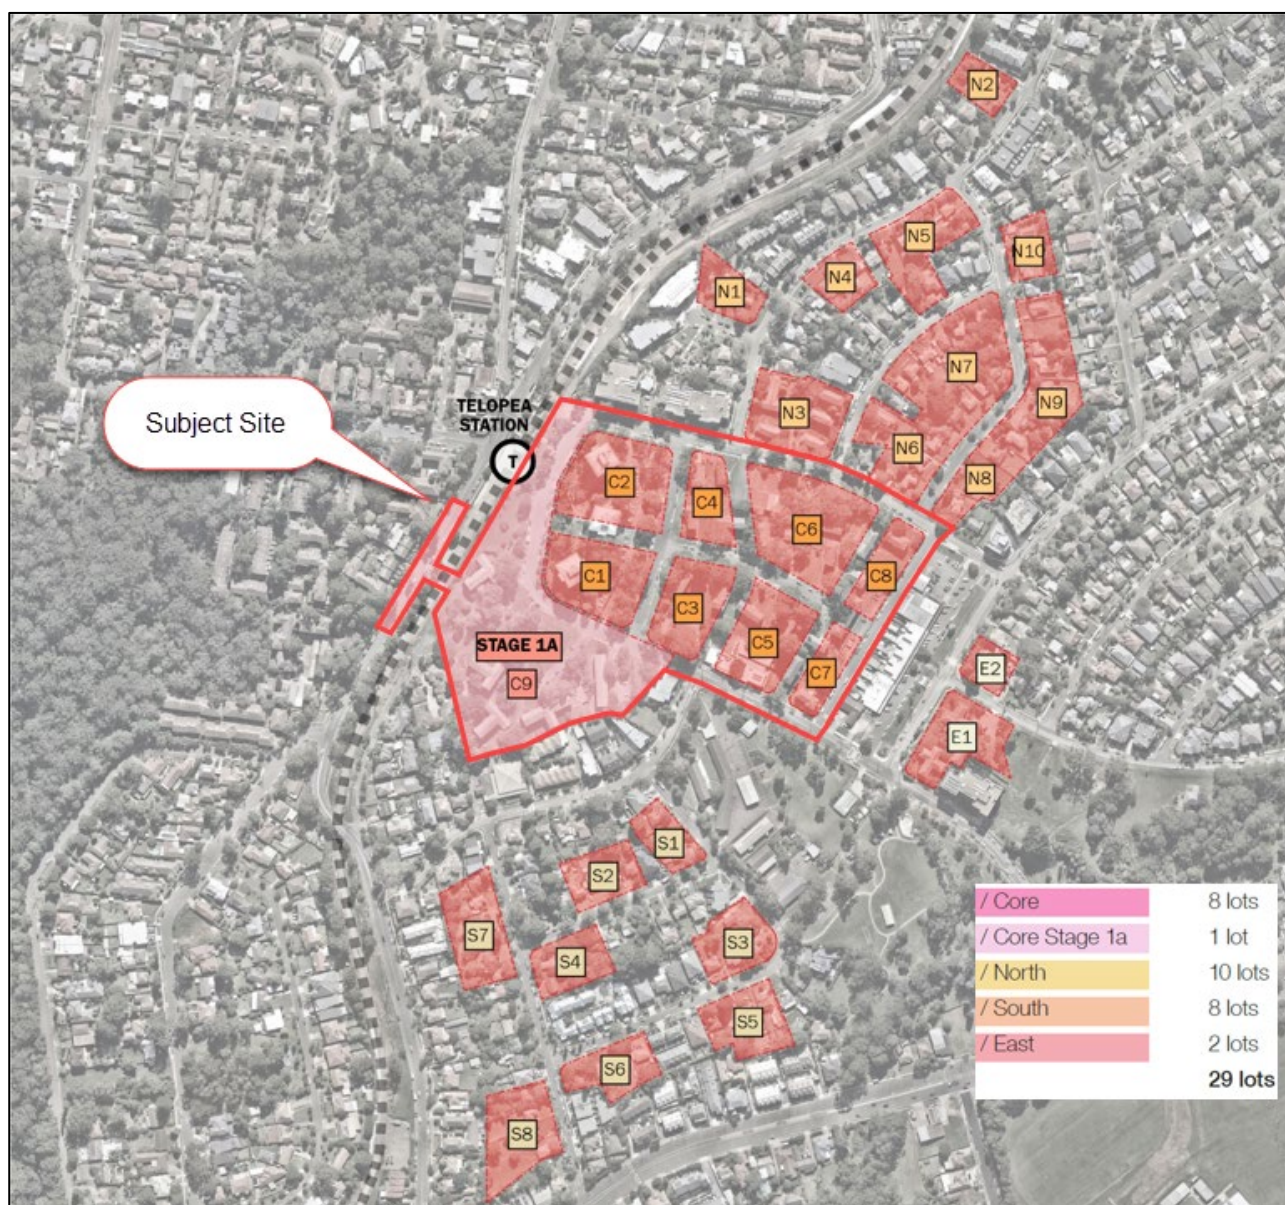 N2
N5
N10
N4
N1
N7
Subject Site
TELOPEA
STATION
T
N3
N9
N6
N8
C2
C4
C6
C1
C8
C3
C5
STAGE 1A
C9
C7
E2
E1
S1
S2
S7
S3
S4
S5
S6
S8
/ Core 8 lots
/ Core Stage 1a 1 lot
/ North 10 lots
/ South 8 lots
/ East 2 lots
29 lots